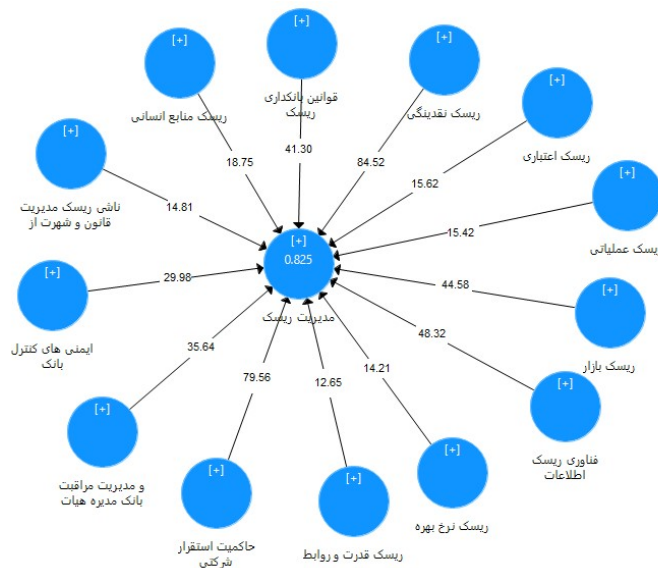 [+]
قوانین بانکداری
ریسک
[+]
ریسک نقدینگی
[+]
ریسک اعتباری
[+]
ریسک عملیاتی
[+]
ریسک بازار
[+]
فناوری ریسک
اطلاعات
[+]
ریسک نرخ بهره
[+]
ریسک قدرت و روابط
[+]
حاکمیت استقرار
شرکتی
[+]
و مدیریت مراقبت
بانک مدیره هیات
[+]
ایمنی های کنترل
بانک
[+]
ناشی ریسک مدیریت
قانون و شهرت از
[+]
ریسک منابع انسانی
41.30
84.52
15.62
15.42
44.58
48.32
14.21
12.65
79.56
35.64
29.98
14.81
18.75
[+]
0.825
مدیریت ریسک